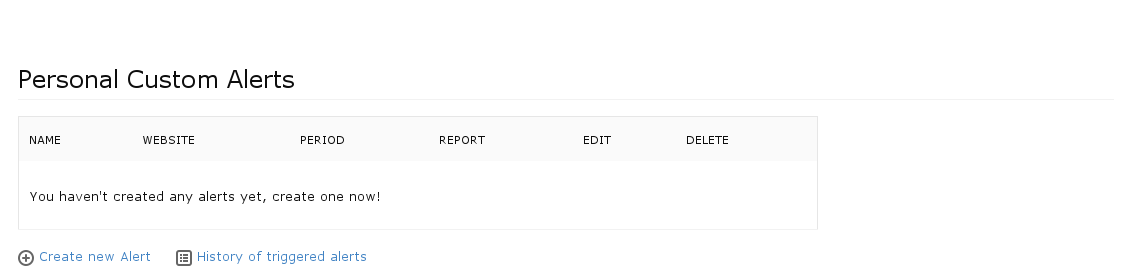 Personal Custom Alerts
NAME WEBSITE PERIOD REPORT EDIT DELETE
You haven't created any alerts yet, create one now!
Create new Alert History of triggered alerts